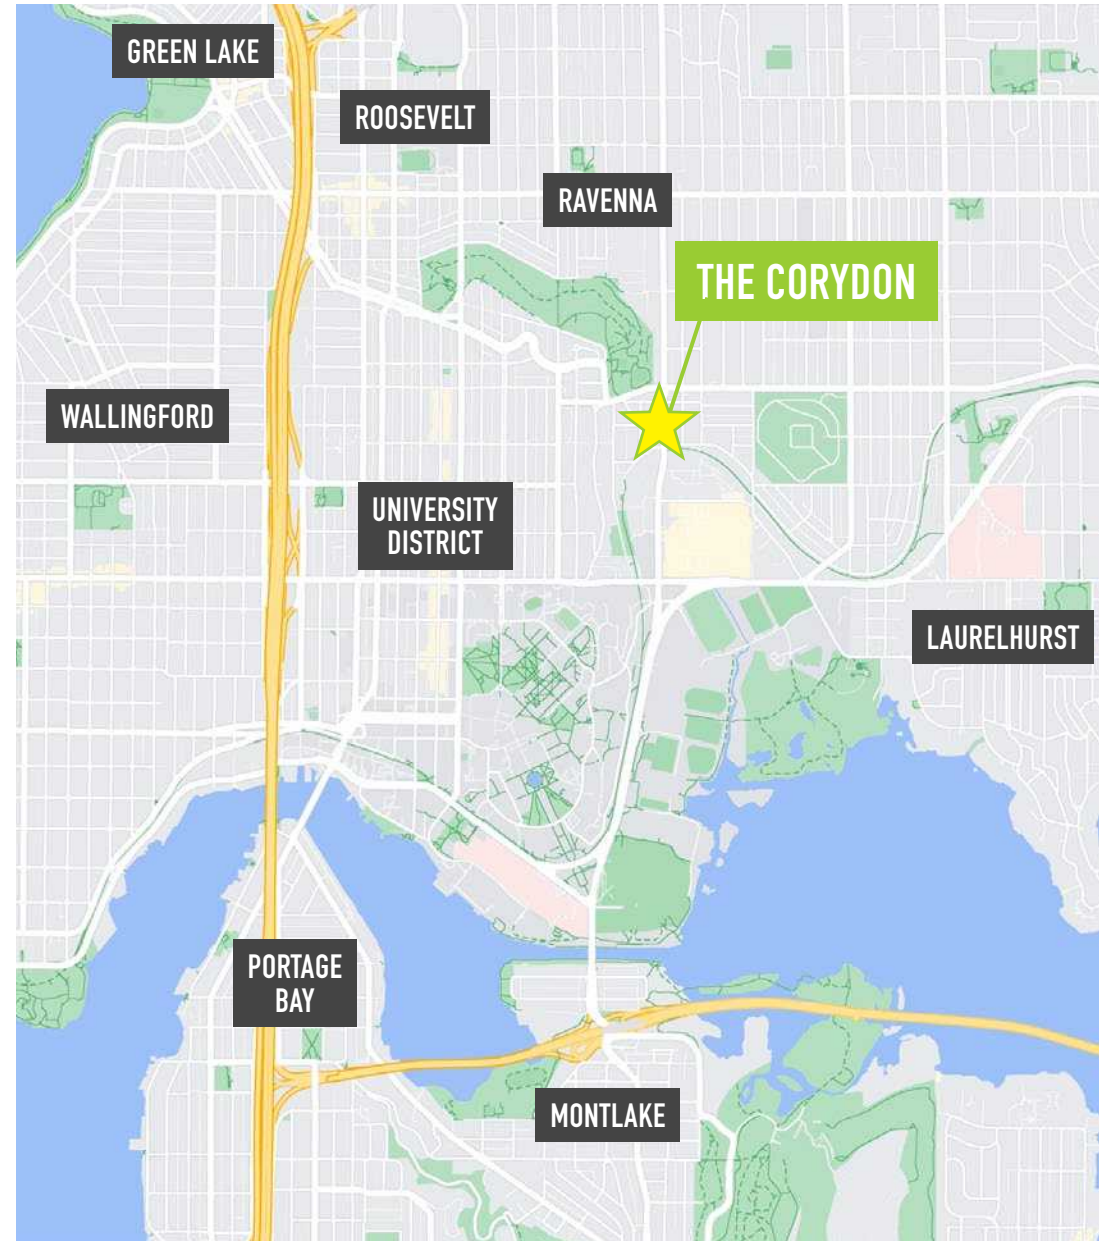 GREEN LAKE
ROOSEVELT
RAVENNA
THE CORYDON
WALLINGFORD
UNIVERSITY
DISTRICT
LAURELHURST
PORTAGE
BAY
MONTLAKE